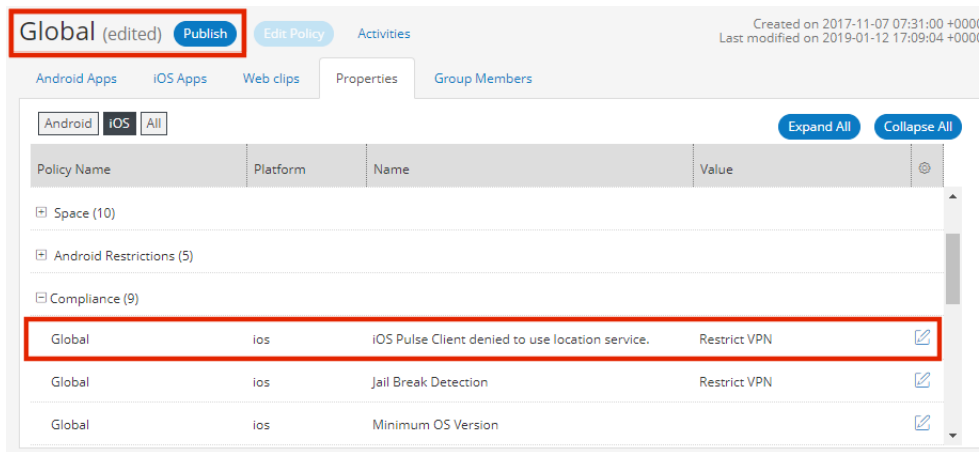 Global (edited) Publish Edit Policy Activities
Created on 2017-11-07 07:31:00 +0000
Last modified on 2019-01-12 17:09:04 +0000
Android Apps iOS Apps Web clips Properties Group Members
Android iOS All Expand All Collapse All
Policy Name Platform Name Value
Space (10)
Android Restrictions (5)
Compliance (9)
Global ios iOS Pulse Client denied to use location service. Restrict VPN
Global ios Jail Break Detection Restrict VPN
Global ios Minimum OS Version